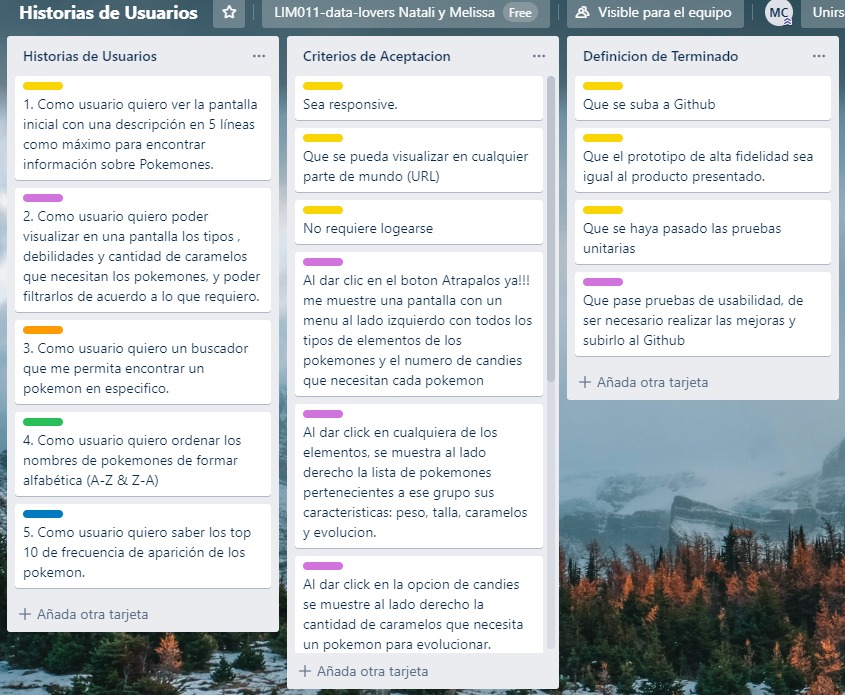 Historias de Usuarios
LIM011-data-lovers Natali y Melissa
Free
Visible para el equipo
MC
Historias de Usuarios
1. Como usuario quiero ver la pantalla
inicial con una descripción en 5 líneas
como máximo para encontrar
información sobre Pokemones.
2. Como usuario quiero poder
visualizar en una pantalla los tipos ,
debilidades y cantidad de caramelos
que necesitan los pokemones, y poder
filtrarlos de acuerdo a lo que requiero.
3. Como usuario quiero un buscador
que me permita encontrar un
pokemon en especifico.
4. Como usuario quiero ordenar los
nombres de pokemones de formar
alfabética (A-Z & Z-A)
5. Como usuario quiero saber los top
10 de frecuencia de aparición de los
pokemon.
+ Añada otra tarjeta
Criterios de Aceptacion
Sea responsive.
Que se pueda visualizar en cualquier
parte de mundo (URL)
No requiere logearse
Al dar clic en el boton Atrapalos ya!!!
me muestre una pantalla con un
menu al lado izquierdo con todos los
tipos de elementos de los
pokemones y el numero de candies
que necesitan cada pokemon
Al dar click en cualquiera de los
elementos, se muestra al lado
derecho la lista de pokemones
pertenecientes a ese grupo sus
caracteristicas: peso, talla, caramelos
y evolucion.
Al dar click en la opcion de candies
se muestre al lado derecho la
cantidad de caramelos que necesita
un pokemon para evolucionar.
+ Añada otra tarjeta
Definicion de Terminado
Que se suba a Github
Que el prototipo de alta fidelidad sea
igual al producto presentado.
Que se haya pasado las pruebas
unitarias
Que pase pruebas de usabilidad, de
ser necesario realizar las mejoras y
subirlo al Github
+ Añada otra tarjeta